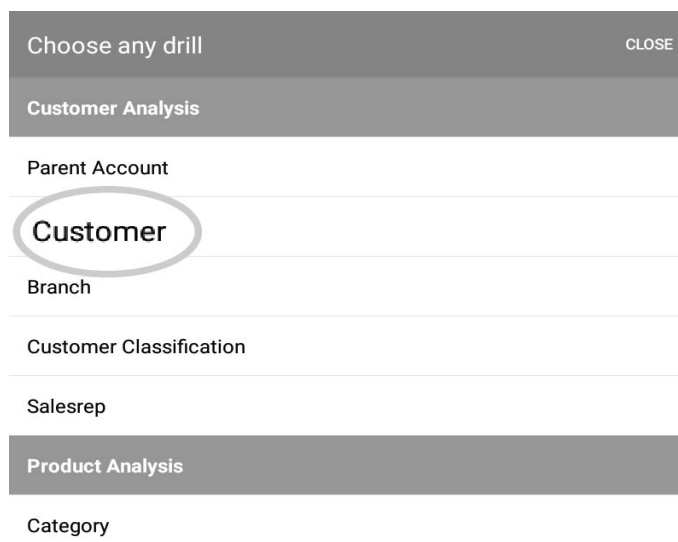 Choose any drill CLOSE
Customer Analysis
Parent Account
Customer
Branch
Customer Classification
Salesrep
Product Analysis
Category